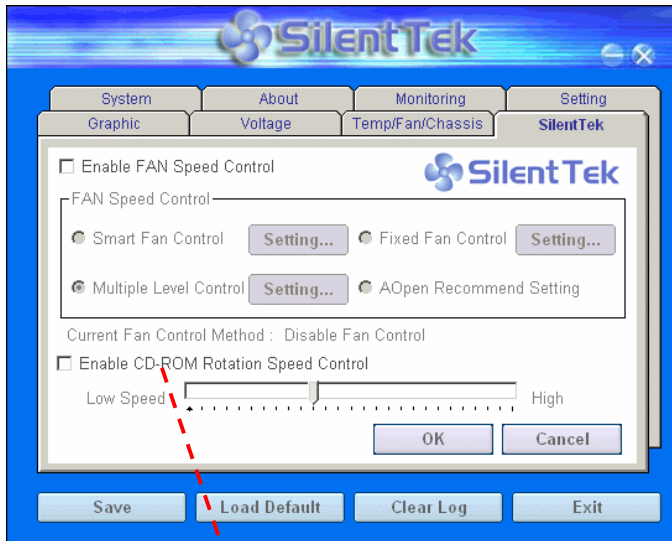 SilentTek
System About Monitoring Setting
Graphic Voltage Temp/Fan/Chassis SilentTek
Enable FAN Speed Control
SilentTek
FAN Speed Control
Smart Fan Control Setting... Fixed Fan Control Setting...
Multiple Level Control Setting... AOpen Recommend Setting
Current Fan Control Method : Disable Fan Control
Enable CD-ROM Rotation Speed Control
Low Speed High
OK Cancel
Save Load Default Clear Log Exit